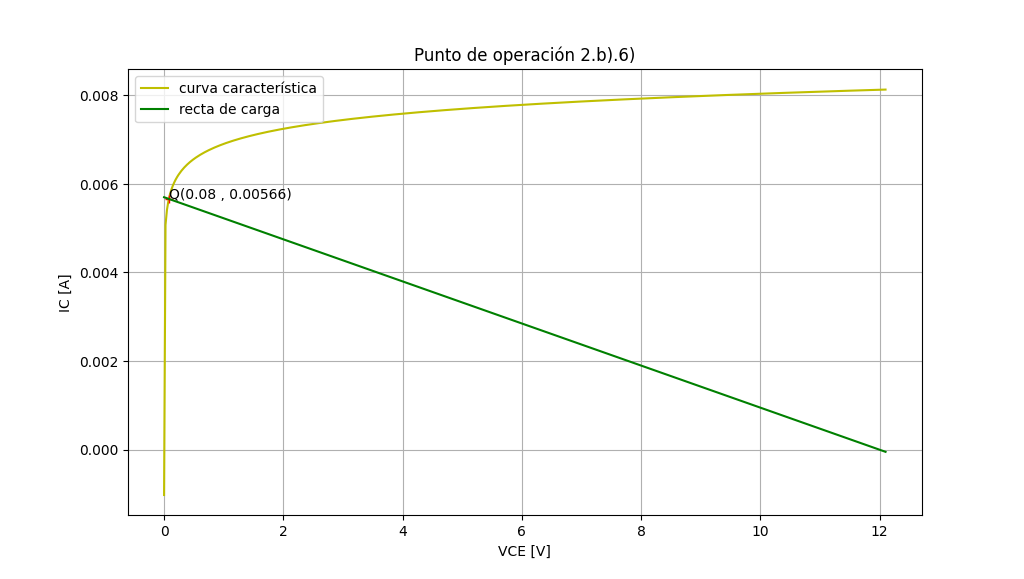 Punto de operación 2.b).6)
curva característica
recta de carga
Q(0.08 , 0.00566)
0.008
0.006
0.004
0.002
0.000
IC [A]
0 2 4 6 8 10 12
VCE [V]